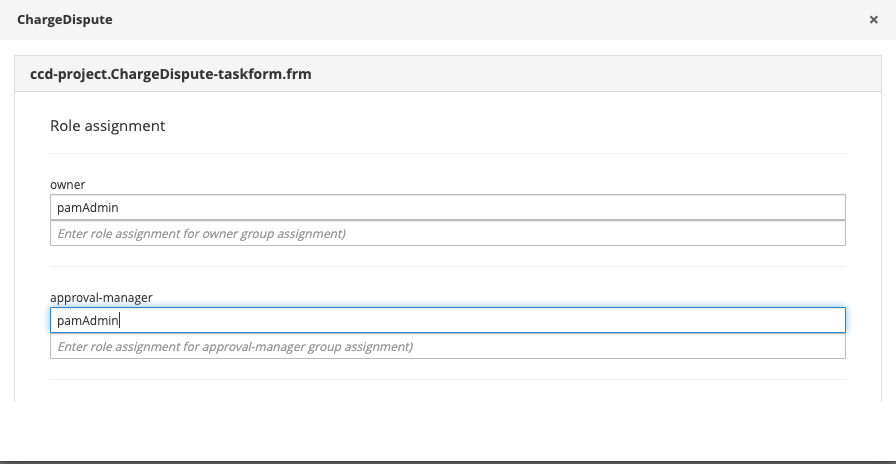 ChargeDispute
×
ccd-project.ChargeDispute-taskform.frm
Role assignment
owner
pamAdmin
Enter role assignment for owner group assignment)
approval-manager
pamAdmin
Enter role assignment for approval-manager group assignment)